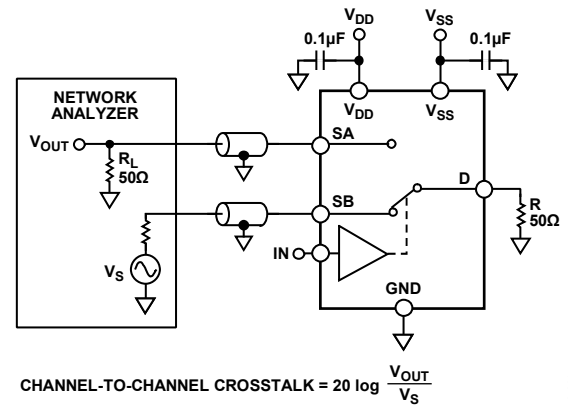 V_DD
V_SS
0.1µF
0.1µF
NETWORK
ANALYZER
V_DD
V_SS
V_OUT
SA
R_L
50Ω
D
SB
R
50Ω
IN
V_S
GND
CHANNEL-TO-CHANNEL CROSSTALK = 20 log V_OUT / V_S